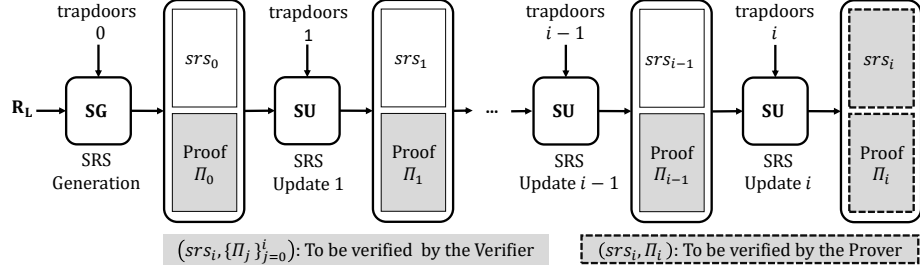 trapdoors
0
trapdoors
1
trapdoors
i − 1
trapdoors
i
R_L
SG
srs_0
SU
srs_1
...
SU
srs_{i−1}
SU
srs_i
Proof
Π_0
Proof
Π_1
Proof
Π_{i−1}
Proof
Π_i
SRS
Generation
SRS
Update 1
SRS
Update i − 1
SRS
Update i
(srs_i, {Π_j}_{j=0}^i): To be verified by the Verifier
(srs_i, Π_i): To be verified by the Prover